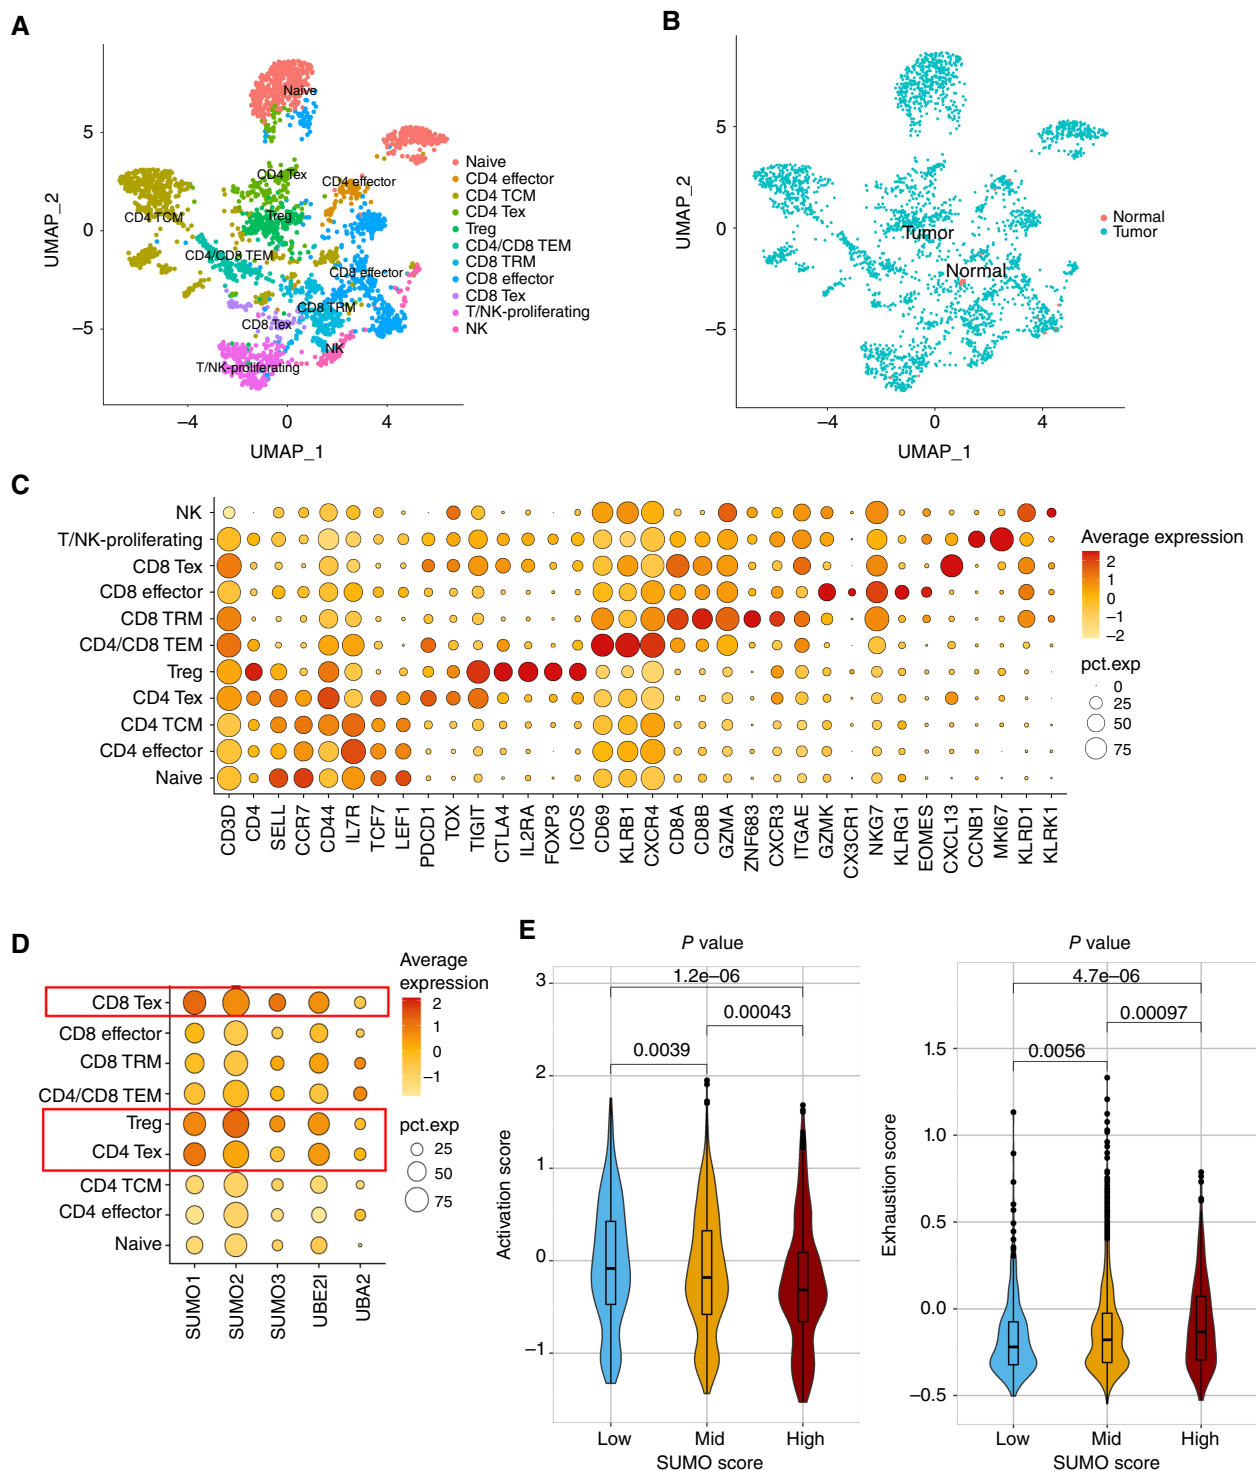 A
UMAP_2
5
0
−5
−4
0
4
UMAP_1
Naive
CD4 Tex
CD4 effector
CD4 TCM
Treg
CD4/CD8 TEM
CD8 effector
CD8 TRM
CD8 Tex
NK
T/NK-proliferating
Naive
CD4 effector
CD4 TCM
CD4 Tex
Treg
CD4/CD8 TEM
CD8 TRM
CD8 effector
CD8 Tex
T/NK-proliferating
NK
B
UMAP_2
5
0
−5
−4
0
4
UMAP_1
Tumor
Normal
Normal
Tumor
C
NK
T/NK-proliferating
CD8 Tex
CD8 effector
CD8 TRM
CD4/CD8 TEM
Treg
CD4 Tex
CD4 TCM
CD4 effector
Naive
CD3D
CD4
SELL
CCR7
CD44
IL7R
TCF7
LEF1
PDCD1
TOX
TIGIT
CTLA4
IL2RA
FOXP3
ICOS
CD69
KLRB1
CXCR4
CD8A
CD8B
GZMA
ZNF683
CXCR3
ITGAE
GZMK
CX3CR1
NKG7
KLRG1
EOMES
CXCL13
CCNB1
MKI67
KLRD1
KLRK1
Average expression
2
1
0
−1
−2
pct.exp
0
25
50
75
D
CD8 Tex
CD8 effector
CD8 TRM
CD4/CD8 TEM
Treg
CD4 Tex
CD4 TCM
CD4 effector
Naive
SUMO1
SUMO2
SUMO3
UBE2I
UBA2
Average
expression
2
1
0
−1
pct.exp
25
50
75
E
P value
1.2e−06
0.00043
0.0039
Activation score
3
2
1
0
−1
Low
Mid
High
SUMO score
P value
4.7e−06
0.00097
0.0056
Exhaustion score
1.5
1.0
0.5
0.0
−0.5
Low
Mid
High
SUMO score